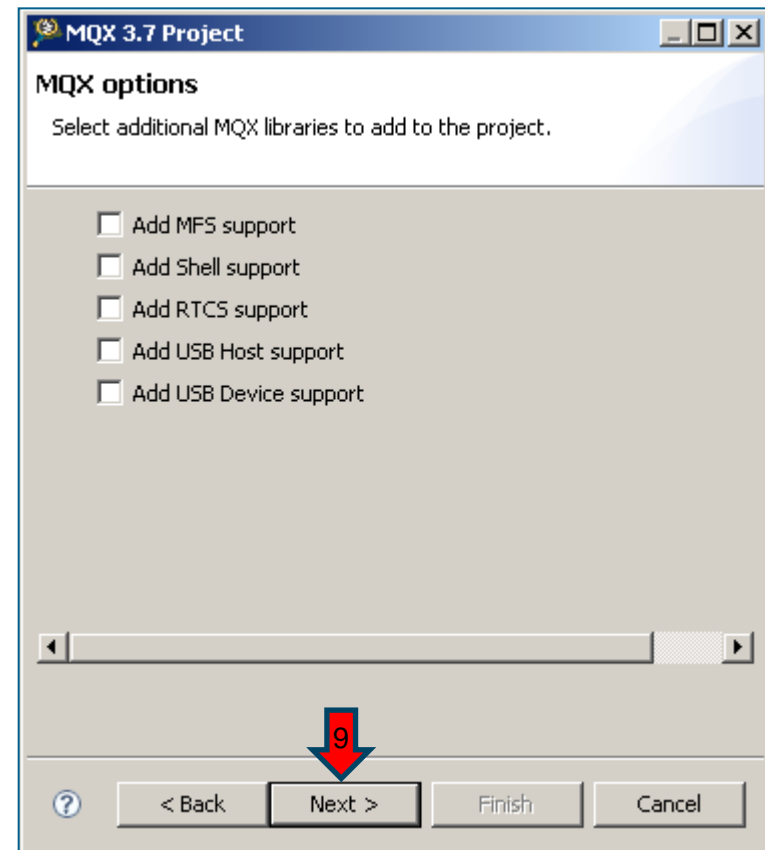 MQX 3.7 Project
MQX options
Select additional MQX libraries to add to the project.
Add MFS support
Add Shell support
Add RTCS support
Add USB Host support
Add USB Device support
9
? < Back Next > Finish Cancel